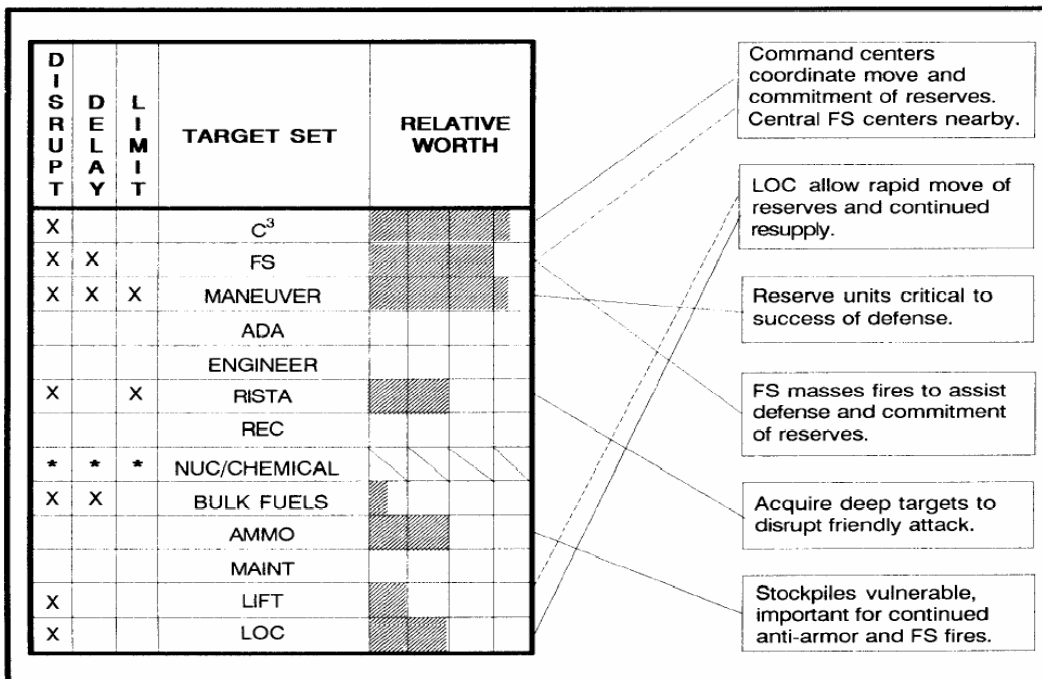 DISRUPT DELAY LIMIT TARGET SET RELATIVE WORTH
X C³
X X FS
X X X MANEUVER
ADA
ENGINEER
X X RISTA
REC
* * * NUC/CHEMICAL
X X BULK FUELS
AMMO
MAINT
X LIFT
X LOC
Command centers
coordinate move and
commitment of reserves.
Central FS centers nearby.
LOC allow rapid move of
reserves and continued
resupply.
Reserve units critical to
success of defense.
FS masses fires to assist
defense and commitment
of reserves.
Acquire deep targets to
disrupt friendly attack.
Stockpiles vulnerable,
important for continued
anti-armor and FS fires.